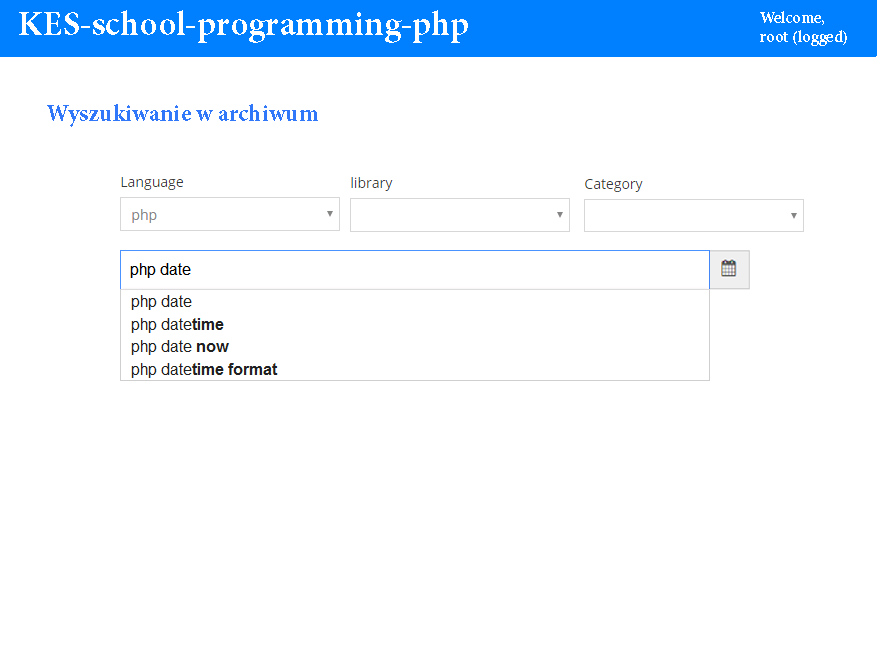 KES-school-programming-php
Welcome,
root (logged)
Wyszukiwanie w archiwum
Language
library
Category
php
php date
php date
php datetime
php date now
php datetime format